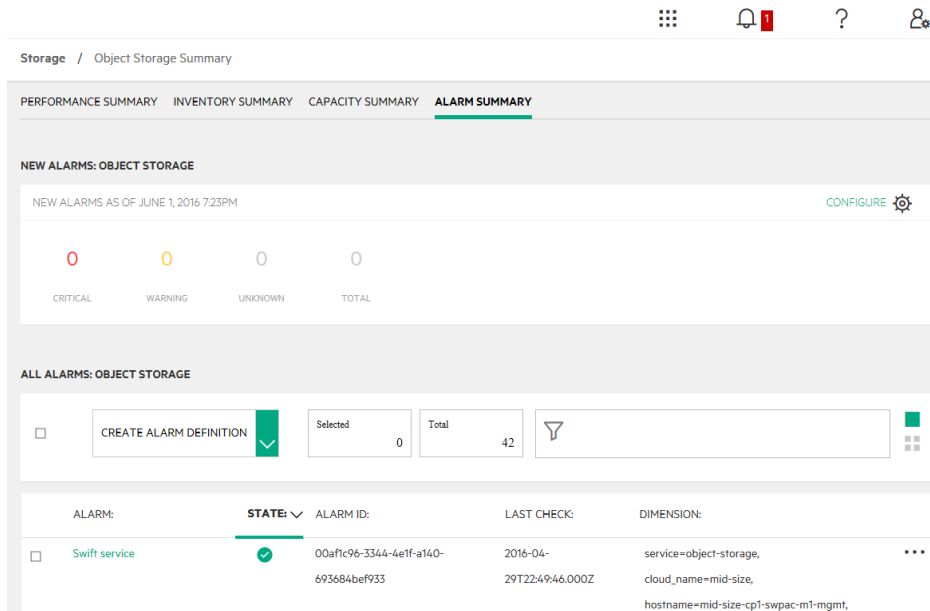 1
Storage / Object Storage Summary
PERFORMANCE SUMMARY INVENTORY SUMMARY CAPACITY SUMMARY ALARM SUMMARY
NEW ALARMS: OBJECT STORAGE
NEW ALARMS AS OF JUNE 1, 2016 7:23PM CONFIGURE
0 0 0 0
CRITICAL WARNING UNKNOWN TOTAL
ALL ALARMS: OBJECT STORAGE
CREATE ALARM DEFINITION
Selected
0
Total
42
ALARM: STATE: ALARM ID: LAST CHECK: DIMENSION:
Swift service 00af1c96-3344-4e1f-a140- 2016-04- service=object-storage,
693684bef933 29T22:49:46.000Z cloud_name=mid-size,
hostname=mid-size-cp1-swpac-m1-mgmt,